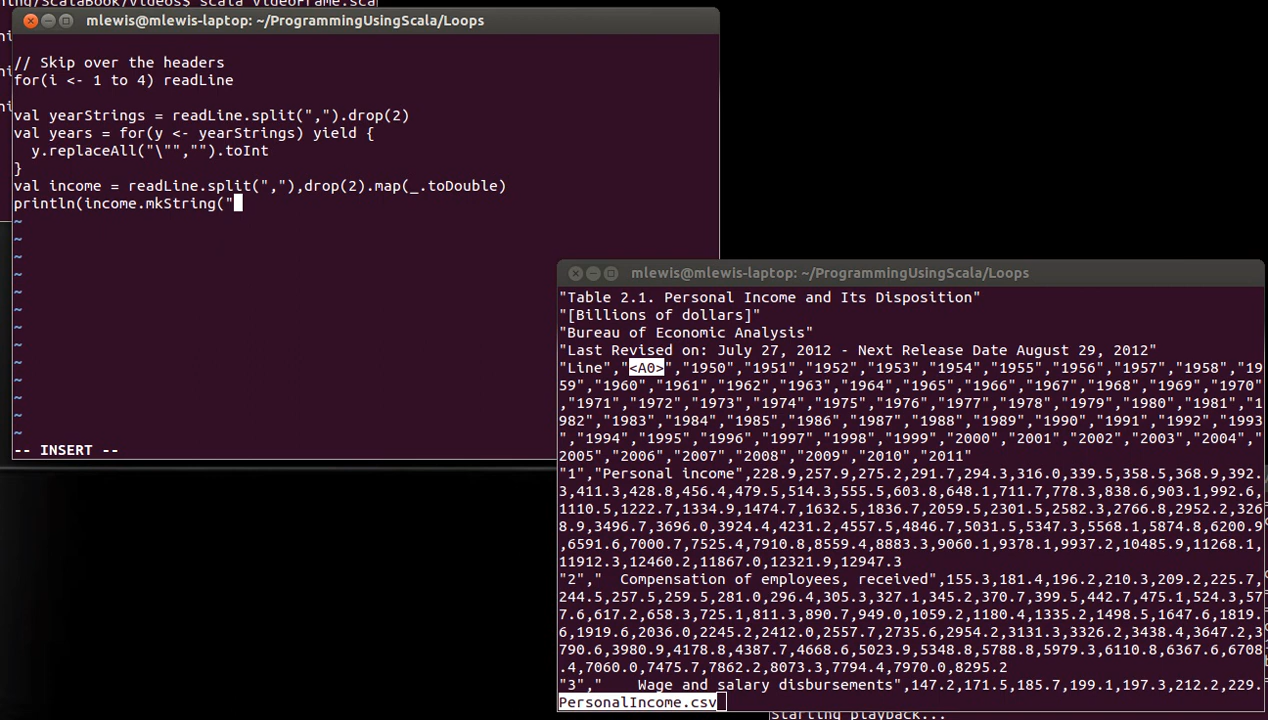 ning/ScalaBook/videos$ scala videoFrame.sca
mlewis@mlewis-laptop: ~/ProgrammingUsingScala/Loops
// Skip over the headers
for(i <- 1 to 4) readLine
val yearStrings = readLine.split(",").drop(2)
val years = for(y <- yearStrings) yield {
  y.replaceAll("\"","").toInt
}
val income = readLine.split(","),drop(2).map(_.toDouble)
println(income.mkString("
~
~
~
~
~
~
~
~
~
~
~
~
~
-- INSERT --
mlewis@mlewis-laptop: ~/ProgrammingUsingScala/Loops
"Table 2.1. Personal Income and Its Disposition"
"[Billions of dollars]"
"Bureau of Economic Analysis"
"Last Revised on: July 27, 2012 - Next Release Date August 29, 2012"
"Line","<A0>","1950","1951","1952","1953","1954","1955","1956","1957","1958","19
59","1960","1961","1962","1963","1964","1965","1966","1967","1968","1969","1970"
,"1971","1972","1973","1974","1975","1976","1977","1978","1979","1980","1981","1
982","1983","1984","1985","1986","1987","1988","1989","1990","1991","1992","1993
","1994","1995","1996","1997","1998","1999","2000","2001","2002","2003","2004","
2005","2006","2007","2008","2009","2010","2011"
"1","Personal income",228.9,257.9,275.2,291.7,294.3,316.0,339.5,358.5,368.9,392.
3,411.3,428.8,456.4,479.5,514.3,555.5,603.8,648.1,711.7,778.3,838.6,903.1,992.6,
1110.5,1222.7,1334.9,1474.7,1632.5,1836.7,2059.5,2301.5,2582.3,2766.8,2952.2,326
8.9,3496.7,3696.0,3924.4,4231.2,4557.5,4846.7,5031.5,5347.3,5568.1,5874.8,6200.9
,6591.6,7000.7,7525.4,7910.8,8559.4,8883.3,9060.1,9378.1,9937.2,10485.9,11268.1,
11912.3,12460.2,11867.0,12321.9,12947.3
"2","  Compensation of employees, received",155.3,181.4,196.2,210.3,209.2,225.7,
244.5,257.5,259.5,281.0,296.4,305.3,327.1,345.2,370.7,399.5,442.7,475.1,524.3,57
7.6,617.2,658.3,725.1,811.3,890.7,949.0,1059.2,1180.4,1335.2,1498.5,1647.6,1819.
6,1919.6,2036.0,2245.2,2412.0,2557.7,2735.6,2954.2,3131.3,3326.2,3438.4,3647.2,3
790.6,3980.9,4178.8,4387.7,4668.6,5023.9,5348.8,5788.8,5979.3,6110.8,6367.6,6708
.4,7060.0,7475.7,7862.2,8073.3,7794.4,7970.0,8295.2
"3","    Wage and salary disbursements",147.2,171.5,185.7,199.1,197.3,212.2,229.
PersonalIncome.csv
Starting playback...